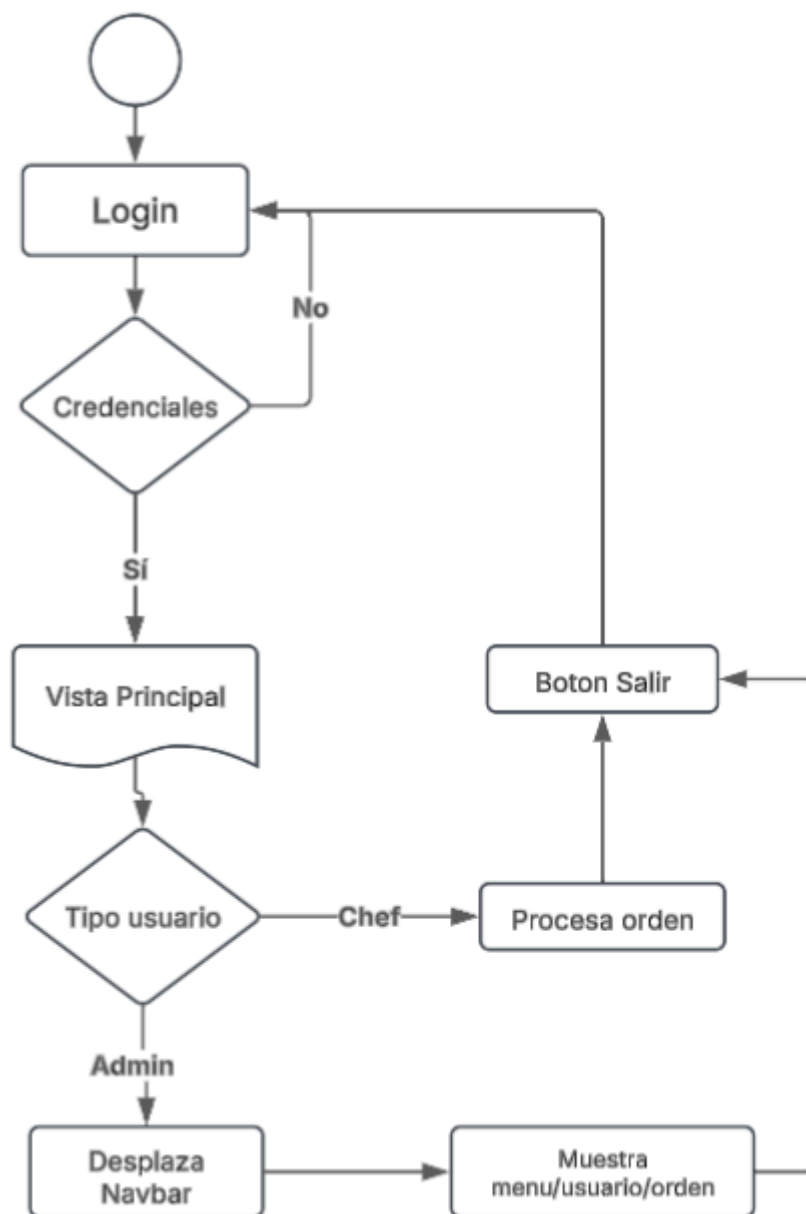 Login
No
Credenciales
Sí
Vista Principal
Boton Salir
Tipo usuario
Chef
Procesa orden
Admin
Desplaza
Navbar
Muestra
menu/usuario/orden